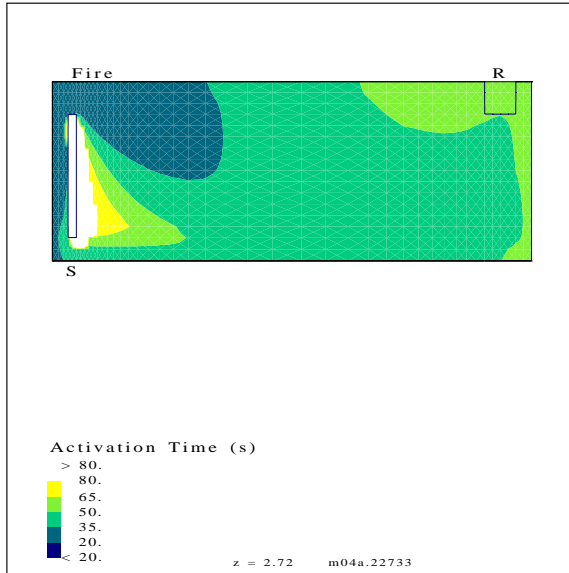 Fire R
S
Activation Time (s)
> 80.
80.
65.
50.
35.
20.
< 20.
z = 2.72 m04a.22733